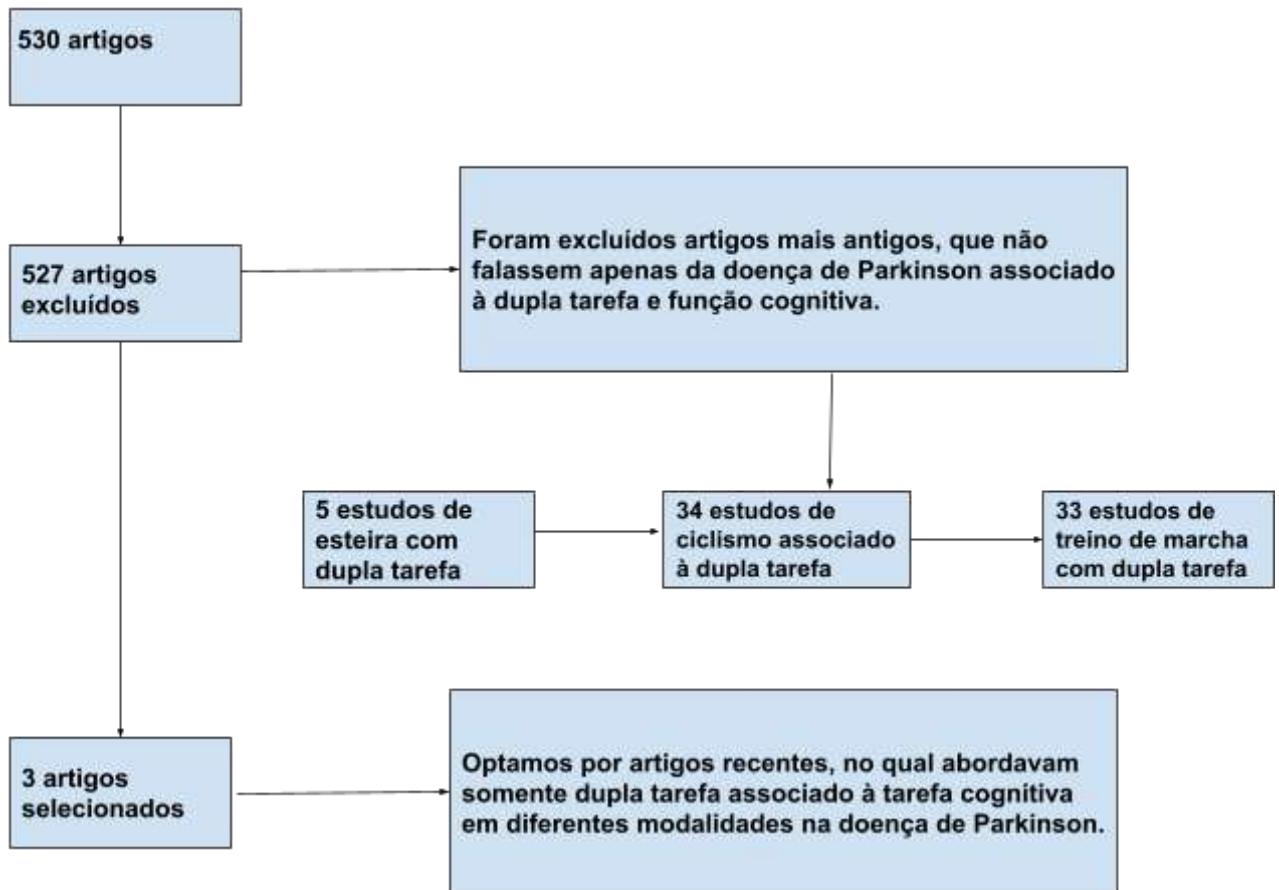 530 artigos
527 artigos
excluídos
Foram excluídos artigos mais antigos, que não
falassem apenas da doença de Parkinson associado
à dupla tarefa e função cognitiva.
5 estudos de
esteira com
dupla tarefa
34 estudos de
ciclismo associado
à dupla tarefa
33 estudos de
treino de marcha
com dupla tarefa
3 artigos
selecionados
Optamos por artigos recentes, no qual abordavam
somente dupla tarefa associado à tarefa cognitiva
em diferentes modalidades na doença de Parkinson.